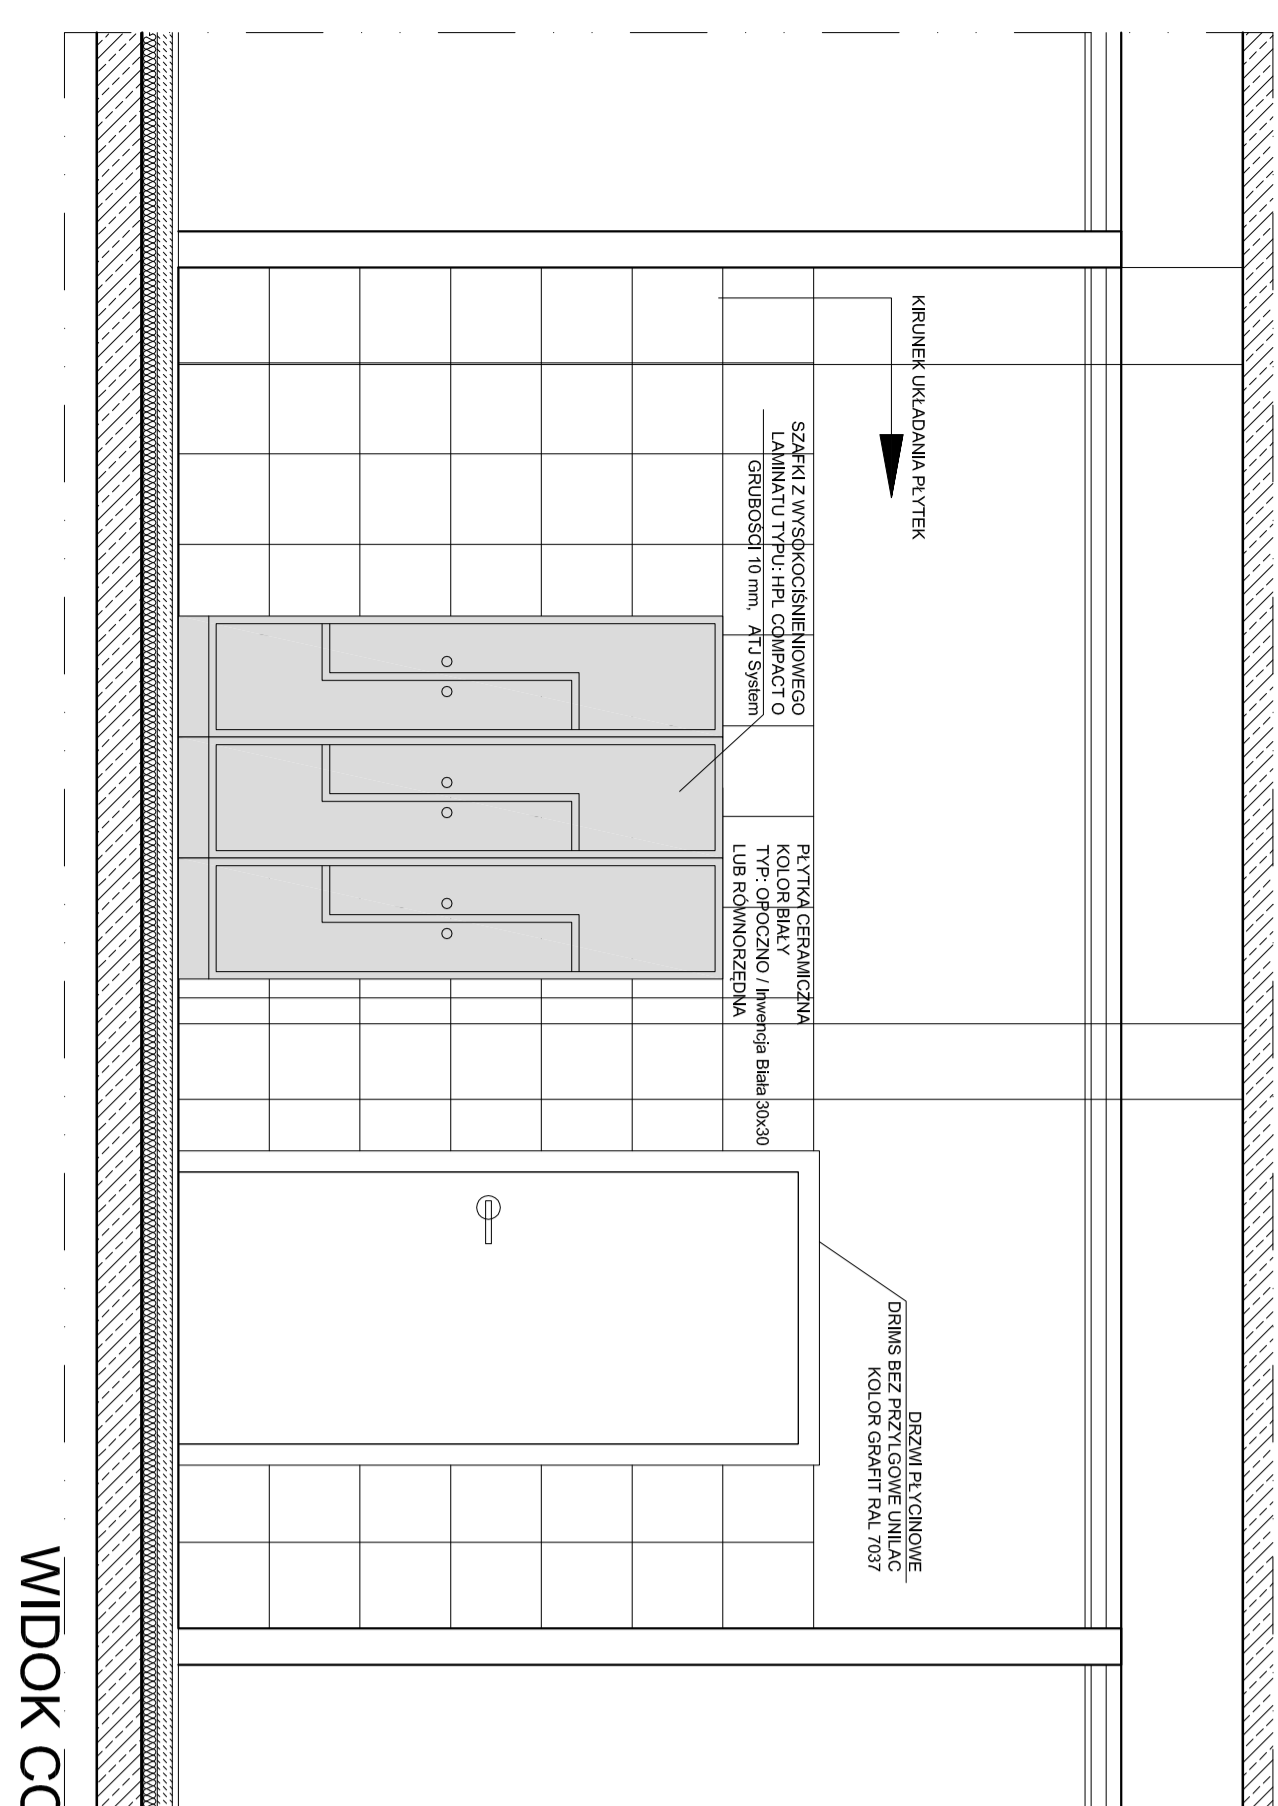 KIRUNEK UKŁADANIA PŁYTEK
SZAFKI Z WYSOKOCIŚNIENIOWEGO
LAMINATU TYPU: HPL COMPACT O
GRUBOŚCI 10 mm, ATJ System
PŁYTKA CERAMICZNA
KOLOR BIAŁY
TYP: OPOCZNO / Inwencja Biała 30x30
LUB RÓWNORZĘDNA
DRZWI PŁYCINOWE
DRIMS BEZ PRZYLGOWE UNILAC
KOLOR GRAFIT RAL 7037
WIDOK